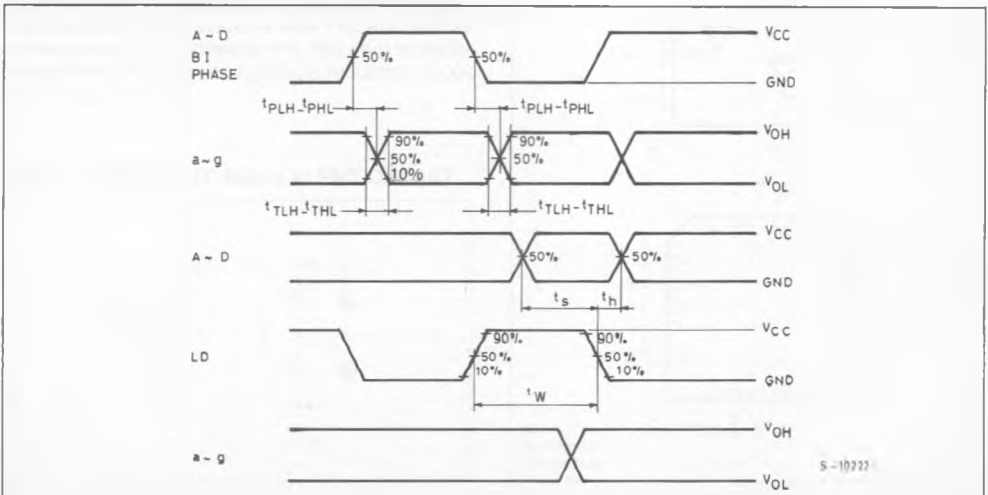 A ~ D
BI
PHASE
50%
50%
VCC
GND
tPLH-tPHL
tPLH-tPHL
a~g
90%
50%
10%
90%
50%
VOH
VOL
tTLH-tTHL
tTLH-tTHL
A ~ D
50%
50%
VCC
GND
ts
th
LD
90%
50%
10%
90%
50%
10%
VCC
GND
tW
a ~ g
VOH
VOL
S-10222